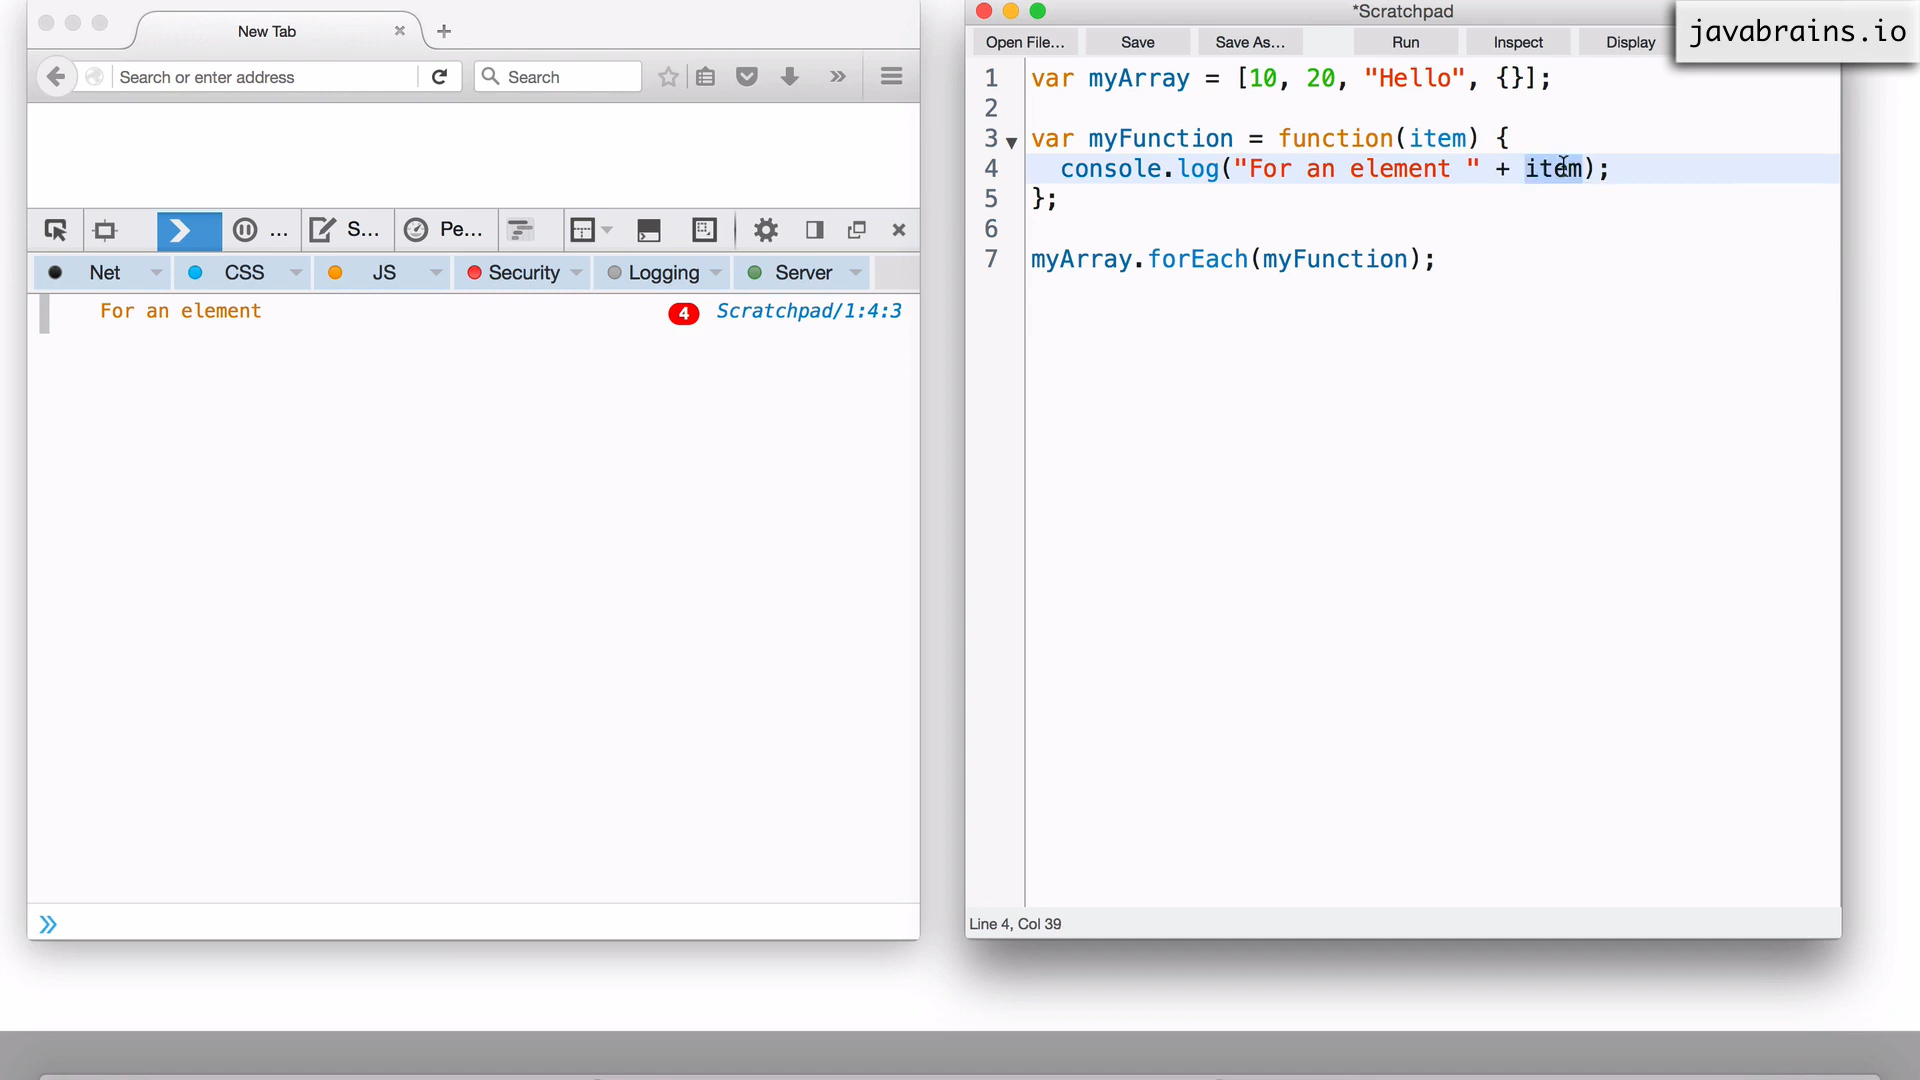 New Tab
Search or enter address
Search
... S... Pe...
Net CSS JS Security Logging Server
For an element 4 Scratchpad/1:4:3
*Scratchpad
javabrains.io
Open File... Save Save As... Run Inspect Display
1 var myArray = [10, 20, "Hello", {}];
2
3 var myFunction = function(item) {
4 console.log("For an element " + item);
5 };
6
7 myArray.forEach(myFunction);
Line 4, Col 39